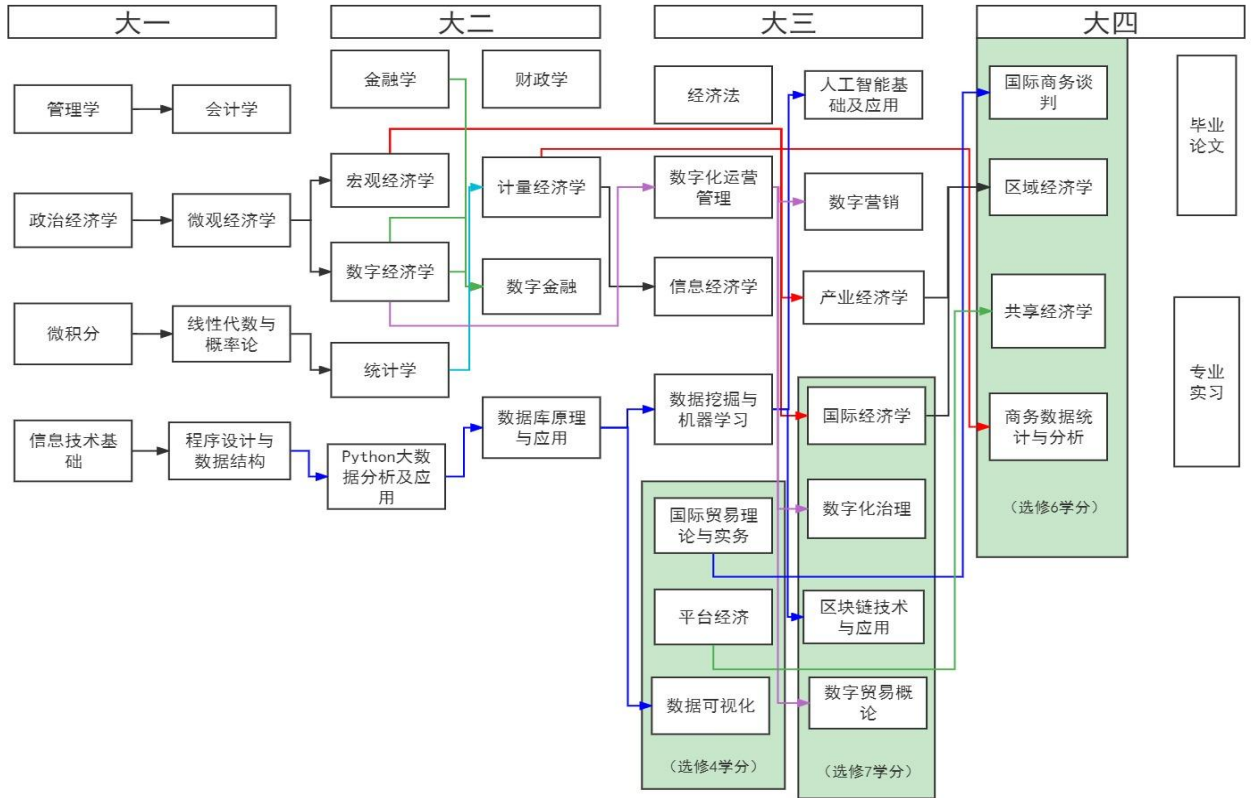 大一
大二
大三
大四
管理学
会计学
政治经济学
微观经济学
微积分
线性代数与
概率论
信息技术基
础
程序设计与
数据结构
金融学
财政学
宏观经济学
计量经济学
数字经济学
数字金融
统计学
数据库原理
与应用
Python大数
据分析及应
用
经济法
人工智能基
础及应用
数字化运营
管理
数字营销
信息经济学
产业经济学
数据挖掘与
机器学习
国际经济学
国际贸易理
论与实务
数字化治理
平台经济
区块链技术
与应用
数据可视化
数字贸易概
论
（选修4学分）
（选修7学分）
国际商务谈
判
区域经济学
共享经济学
商务数据统
计与分析
（选修6学分）
毕业
论文
专业
实习